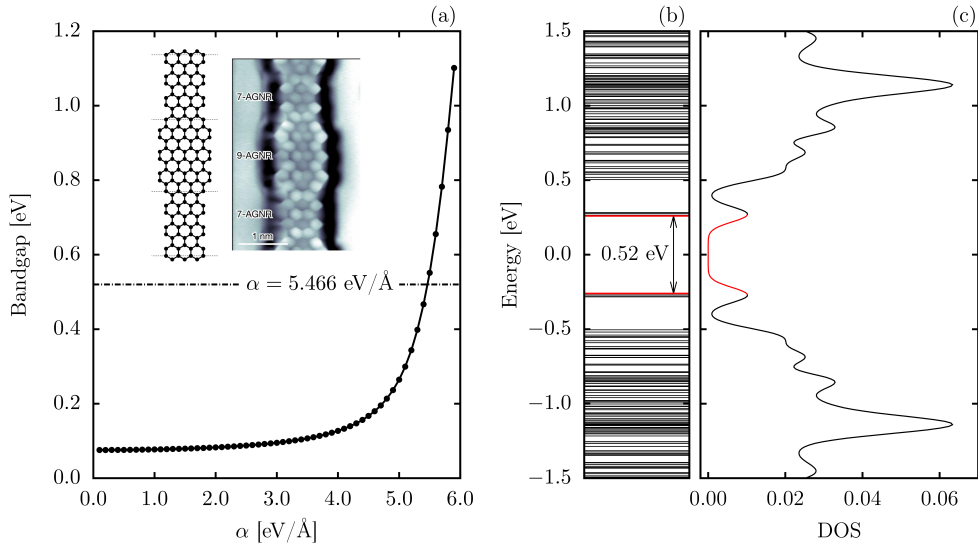 (a)
(b)
(c)
Bandgap [eV]
1.2
1.0
0.8
0.6
0.4
0.2
0.0
7-AGNR
9-AGNR
7-AGNR
1 nm
α = 5.466 eV/Å
0.0 1.0 2.0 3.0 4.0 5.0 6.0
α [eV/Å]
Energy [eV]
1.5
1.0
0.5
0.0
−0.5
−1.0
−1.5
0.52 eV
0.00 0.02 0.04 0.06
DOS